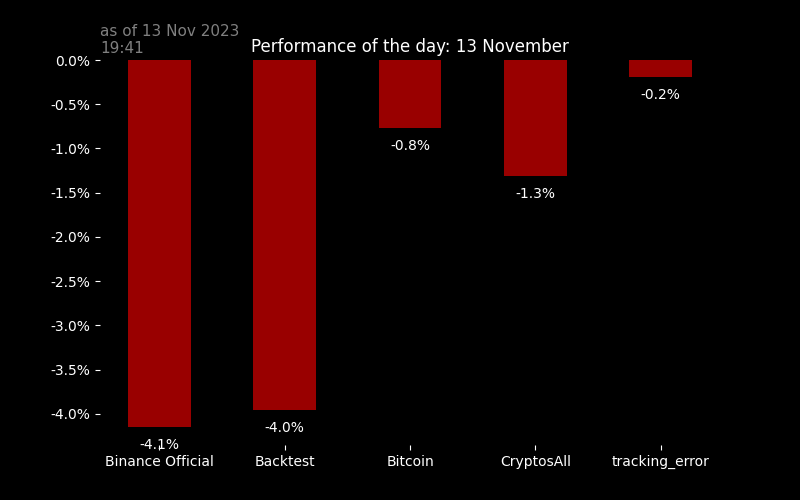 as of 13 Nov 2023
19:41
Performance of the day: 13 November
0.0%
-0.5%
-1.0%
-1.5%
-2.0%
-2.5%
-3.0%
-3.5%
-4.0%
-4.1%
-4.0%
-0.8%
-1.3%
-0.2%
Binance Official
Backtest
Bitcoin
CryptosAll
tracking_error